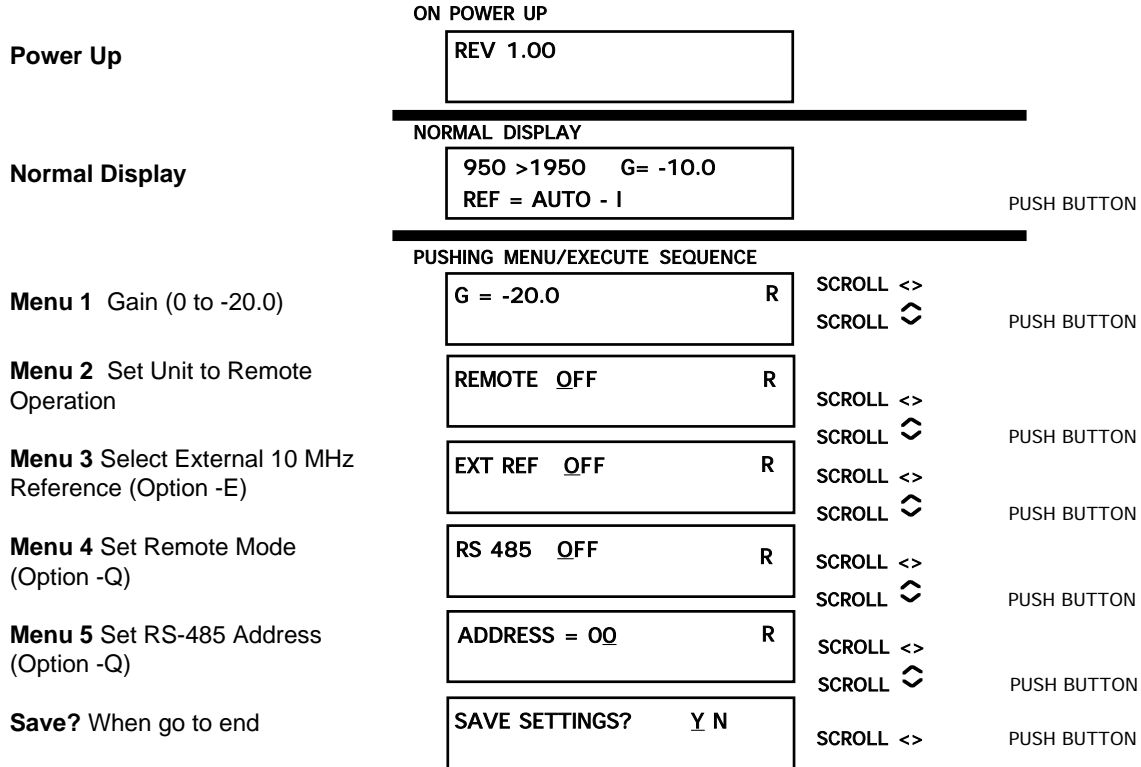 ON POWER UP
Power Up
REV 1.00
NORMAL DISPLAY
Normal Display
950 >1950 G= -10.0
REF = AUTO - I
PUSH BUTTON
PUSHING MENU/EXECUTE SEQUENCE
Menu 1 Gain (0 to -20.0)
G = -20.0 R
SCROLL <>
SCROLL
PUSH BUTTON
Menu 2 Set Unit to Remote
Operation
REMOTE OFF R
SCROLL <>
SCROLL
PUSH BUTTON
Menu 3 Select External 10 MHz
Reference (Option -E)
EXT REF OFF R
SCROLL <>
SCROLL
PUSH BUTTON
Menu 4 Set Remote Mode
(Option -Q)
RS 485 OFF R
SCROLL <>
SCROLL
PUSH BUTTON
Menu 5 Set RS-485 Address
(Option -Q)
ADDRESS = 00 R
SCROLL <>
SCROLL
PUSH BUTTON
Save? When go to end
SAVE SETTINGS? Y N
SCROLL <>
PUSH BUTTON